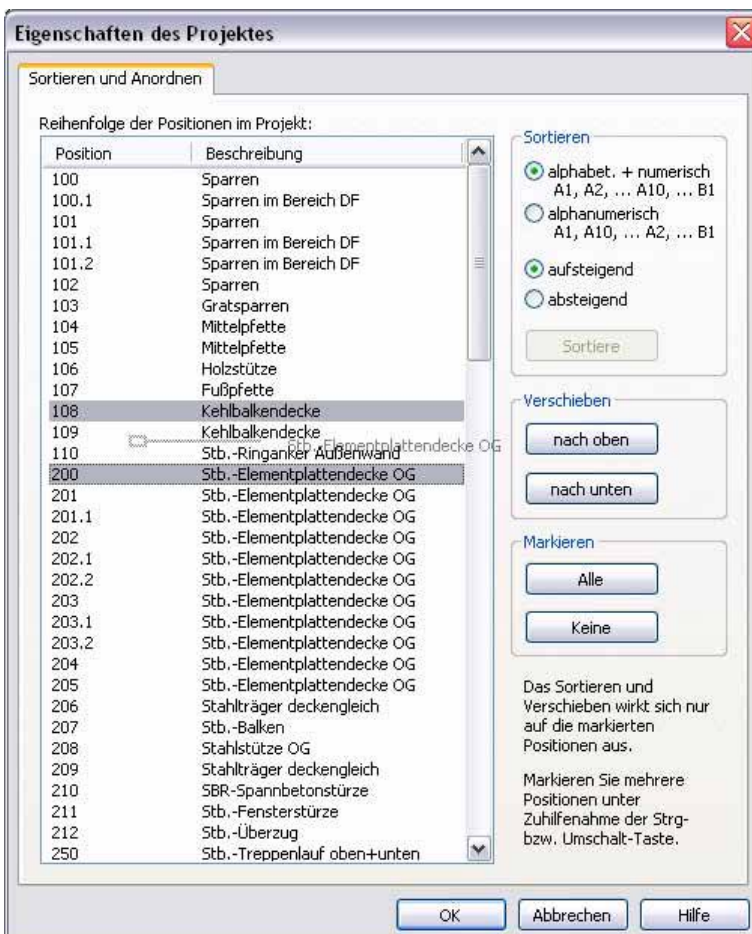 Eigenschaften des Projektes
Sortieren und Anordnen
Reihenfolge der Positionen im Projekt:
Position Beschreibung
100 Sparren
100.1 Sparren im Bereich DF
101 Sparren
101.1 Sparren im Bereich DF
101.2 Sparren im Bereich DF
102 Sparren
103 Gratsparren
104 Mittelpfette
105 Mittelpfette
106 Holzstütze
107 Fußpfette
108 Kehlbalkendecke
109 Kehlbalkendecke
Stb.-Elementplattendecke OG
110 Stb.-Ringanker Außenwand
200 Stb.-Elementplattendecke OG
201 Stb.-Elementplattendecke OG
201.1 Stb.-Elementplattendecke OG
202 Stb.-Elementplattendecke OG
202.1 Stb.-Elementplattendecke OG
202.2 Stb.-Elementplattendecke OG
203 Stb.-Elementplattendecke OG
203.1 Stb.-Elementplattendecke OG
203.2 Stb.-Elementplattendecke OG
204 Stb.-Elementplattendecke OG
205 Stb.-Elementplattendecke OG
206 Stahlträger deckengleich
207 Stb.-Balken
208 Stahlstütze OG
209 Stahlträger deckengleich
210 SBR-Spannbetonstürze
211 Stb.-Fensterstürze
212 Stb.-Überzug
250 Stb.-Treppenlauf oben+unten
Sortieren
alphabet. + numerisch
A1, A2, ... A10, ... B1
alphanumerisch
A1, A10, ... A2, ... B1
aufsteigend
absteigend
Sortiere
Verschieben
nach oben
nach unten
Markieren
Alle
Keine
Das Sortieren und
Verschieben wirkt sich nur
auf die markierten
Positionen aus.
Markieren Sie mehrere
Positionen unter
Zuhilfenahme der Strg-
bzw. Umschalt-Taste.
OK Abbrechen Hilfe